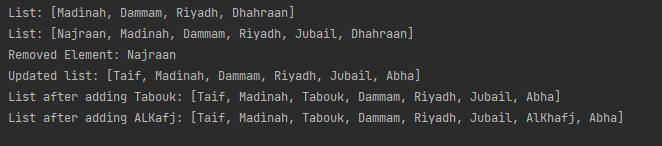 List: [Madinah, Dammam, Riyadh, Dhahraan]
List: [Najraan, Madinah, Dammam, Riyadh, Jubail, Dhahraan]
Removed Element: Najraan
Updated list: [Taif, Madinah, Dammam, Riyadh, Jubail, Abha]
List after adding Tabouk: [Taif, Madinah, Tabouk, Dammam, Riyadh, Jubail, Abha]
List after adding ALKafj: [Taif, Madinah, Tabouk, Dammam, Riyadh, Jubail, AlKhafj, Abha]